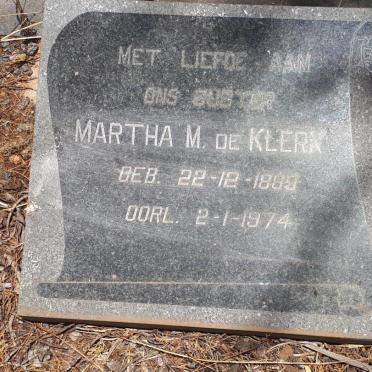 MET LIEFDE AAN
ONS SUSTER
MARTHA M. DE KLERK
GEB. 22-12-1889
OORL. 2-1-1974